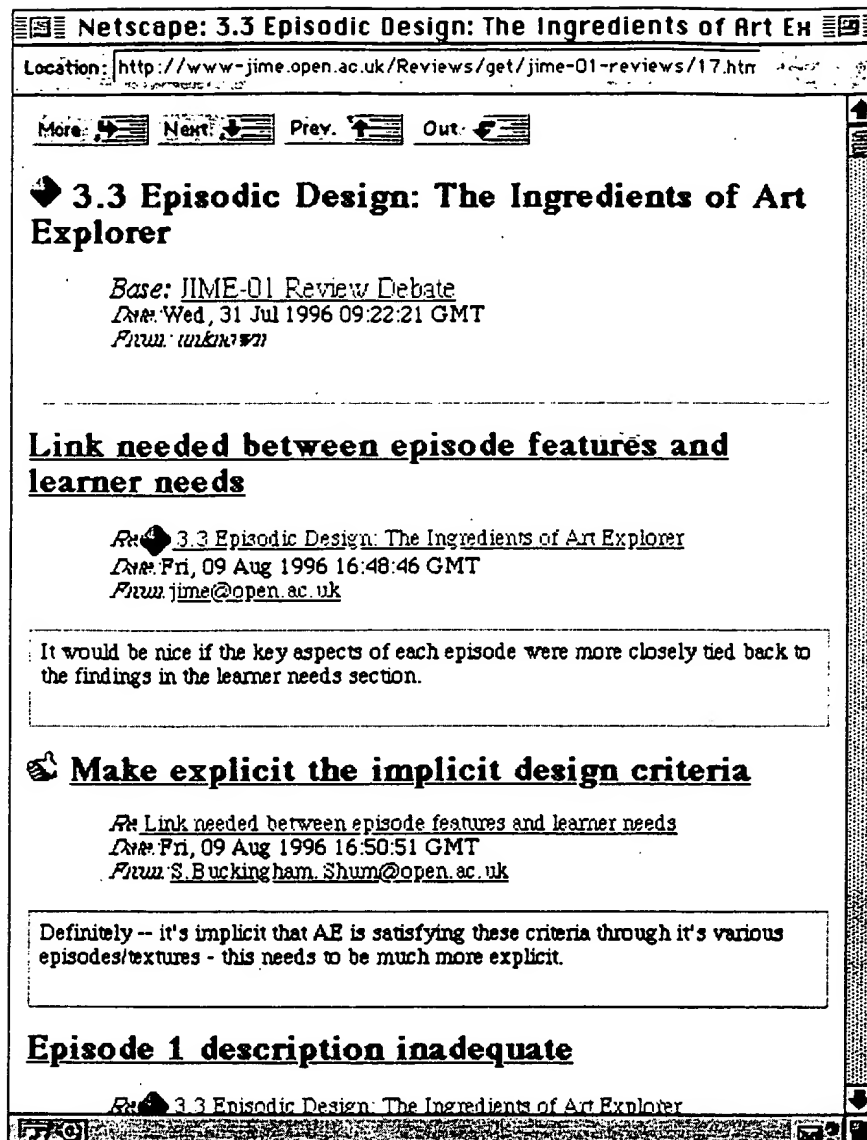 Netscape: 3.3 Episodic Design: The Ingredients of Art Ex
Location: http://www-jime.open.ac.uk/Reviews/get/jime-01-reviews/17.htm
More Next Prev. Out
3.3 Episodic Design: The Ingredients of Art
Explorer
Base: JIME-01 Review Debate
Date: Wed, 31 Jul 1996 09:22:21 GMT
From: unknown
Link needed between episode features and
learner needs
Re: 3.3 Episodic Design: The Ingredients of Art Explorer
Date: Fri, 09 Aug 1996 16:48:46 GMT
From: jime@open.ac.uk
It would be nice if the key aspects of each episode were more closely tied back to
the findings in the learner needs section.
Make explicit the implicit design criteria
Re: Link needed between episode features and learner needs
Date: Fri, 09 Aug 1996 16:50:51 GMT
From: S.Buckingham.Shum@open.ac.uk
Definitely -- it's implicit that AE is satisfying these criteria through it's various
episodes/textures - this needs to be much more explicit.
Episode 1 description inadequate
Re: 3.3 Episodic Design: The Ingredients of Art Explorer